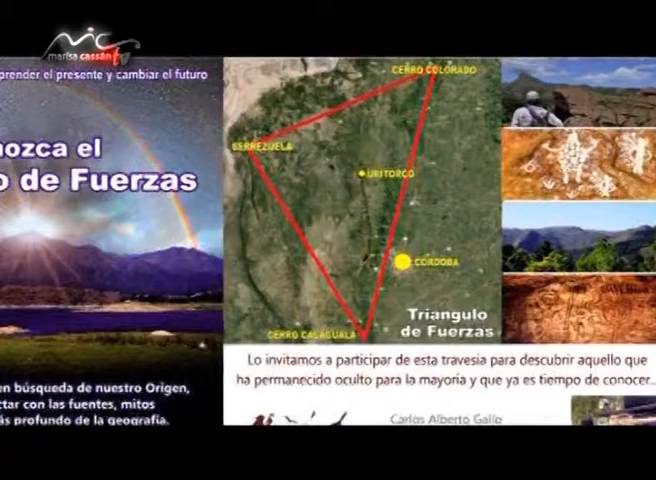 marisa cassán tv
prender el presente y cambiar el futuro
nozca el
o de Fuerzas
en búsqueda de nuestro Origen,
ctar con las fuentes, mitos
ás profundo de la geografía.
CERRO COLORADO
SERREZUELA
URITORCO
CORDOBA
CERRO CALAGUALA
Triangulo
de Fuerzas
Lo invitamos a participar de esta travesia para descubrir aquello que
ha permanecido oculto para la mayoría y que ya es tiempo de conocer...
Carlos Alberto Gallo